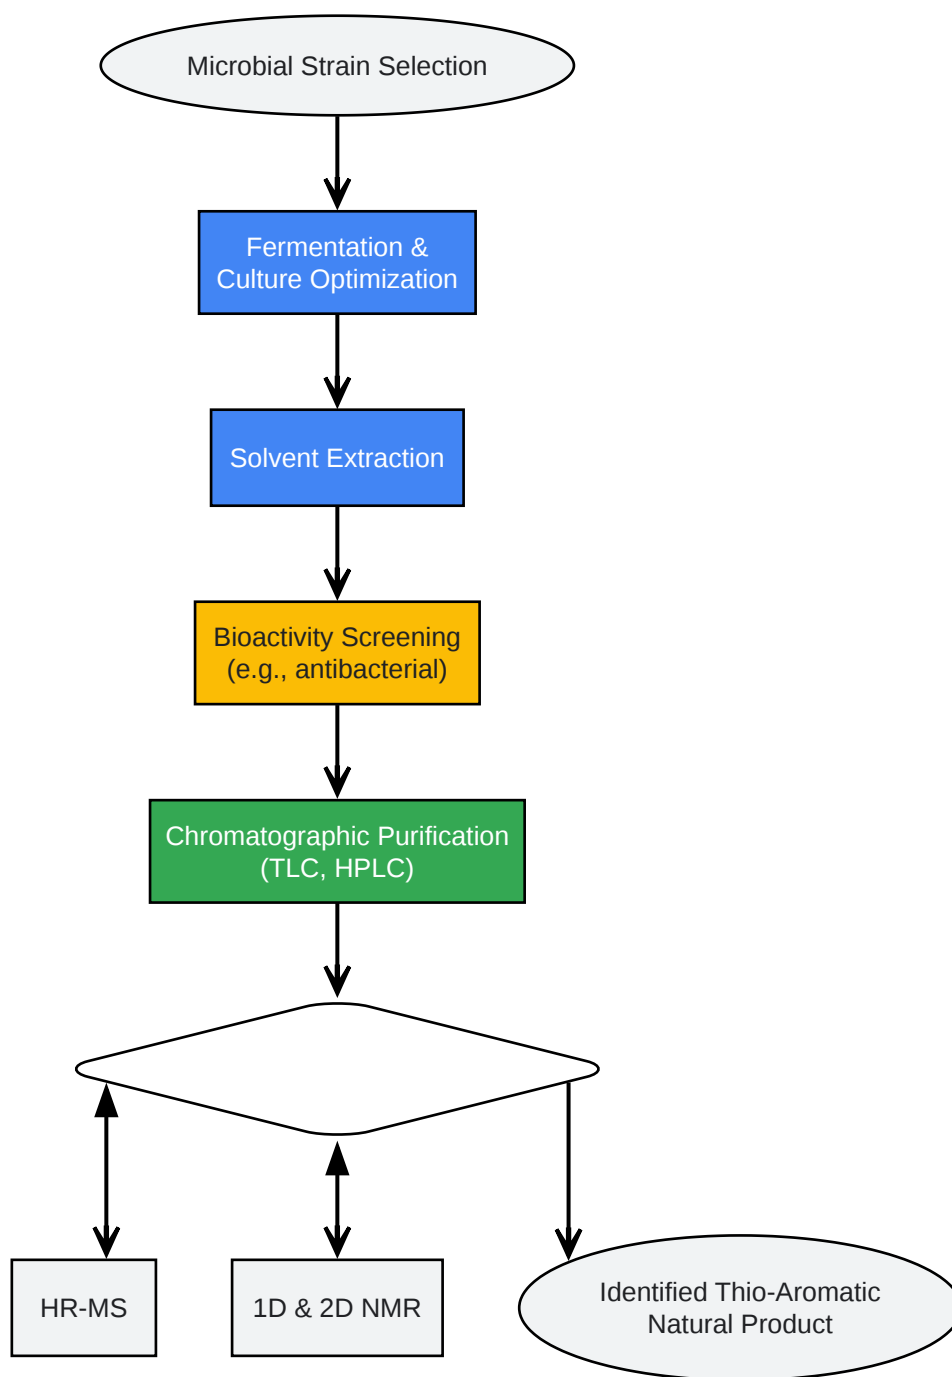 Microbial Strain Selection
Fermentation &
Culture Optimization
Solvent Extraction
Bioactivity Screening
(e.g., antibacterial)
Chromatographic Purification
(TLC, HPLC)
HR-MS
1D & 2D NMR
Identified Thio-Aromatic
Natural Product